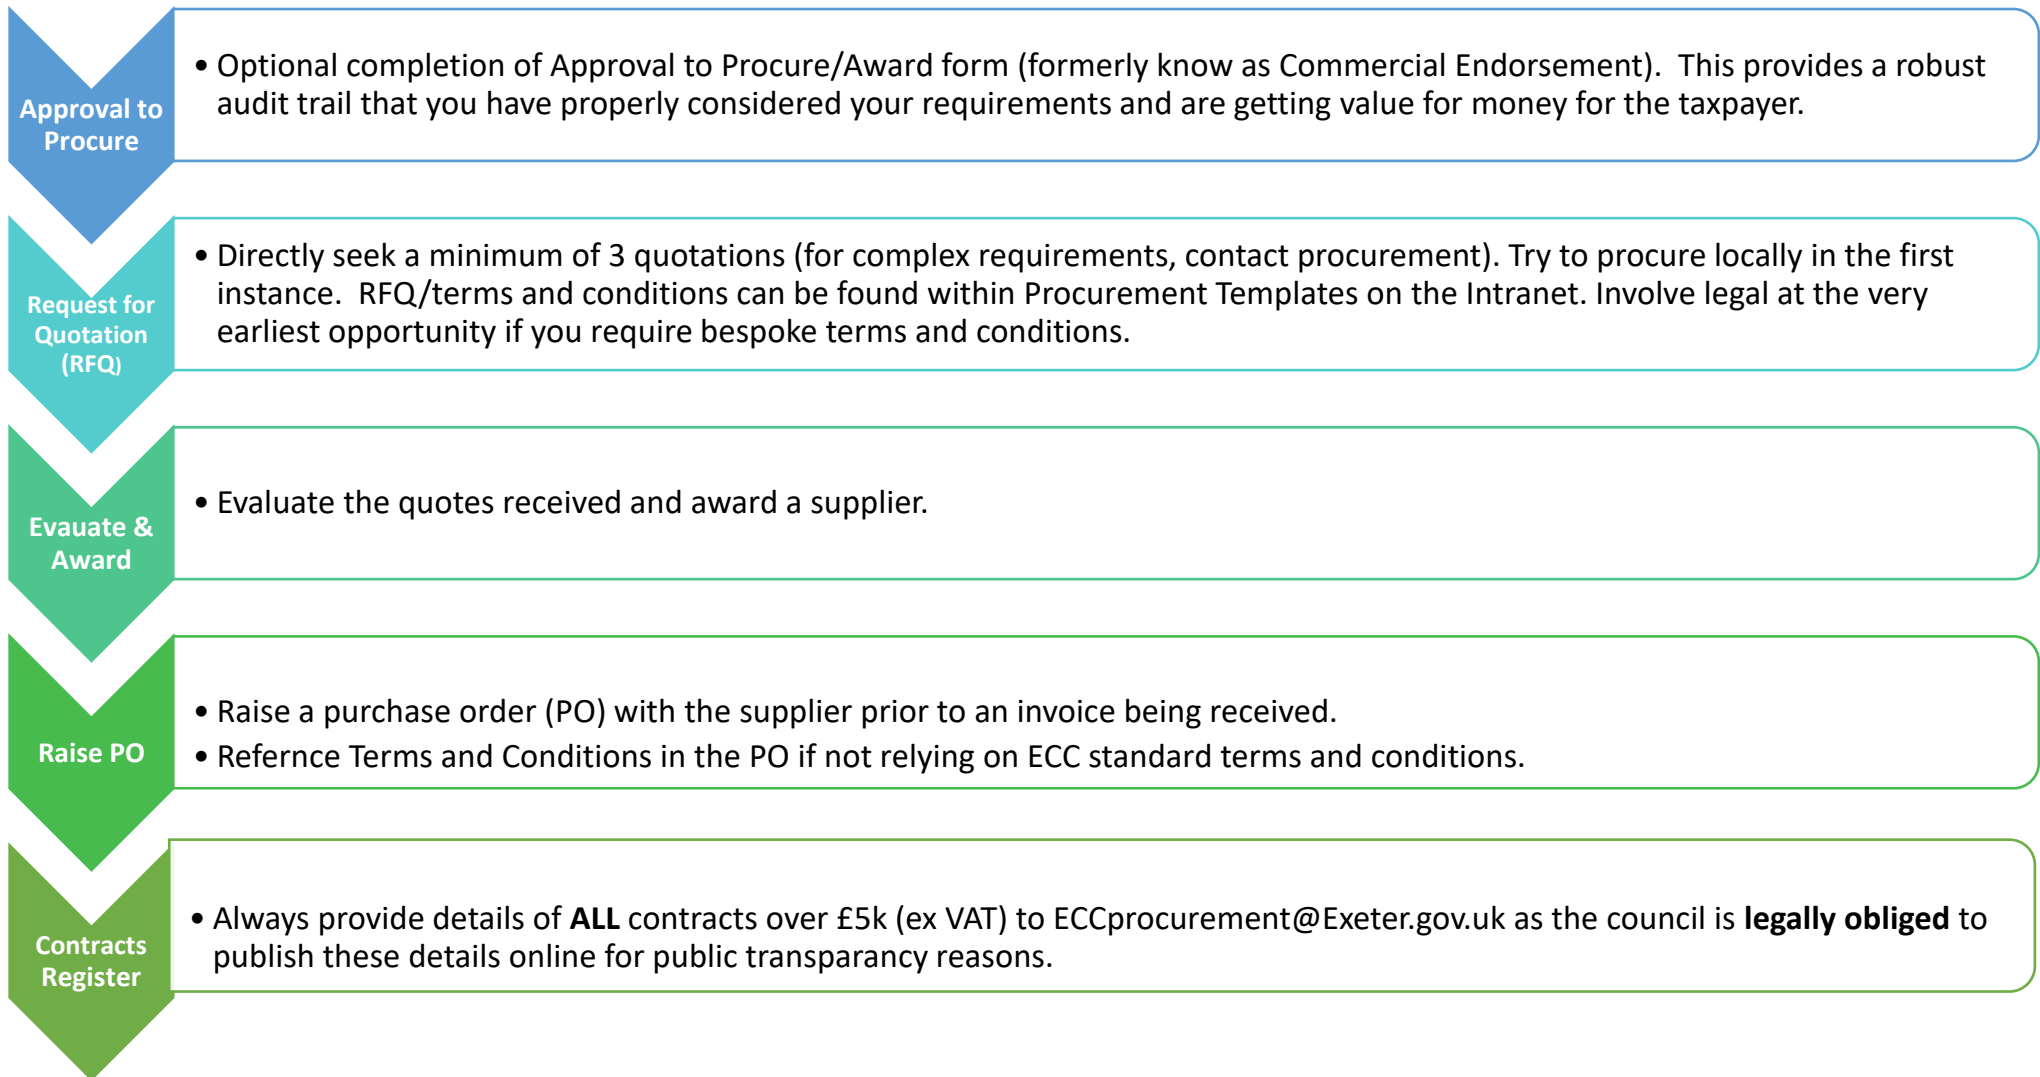 Approval to
Procure
• Optional completion of Approval to Procure/Award form (formerly know as Commercial Endorsement).  This provides a robust
audit trail that you have properly considered your requirements and are getting value for money for the taxpayer.
Request for
Quotation
(RFQ)
• Directly seek a minimum of 3 quotations (for complex requirements, contact procurement). Try to procure locally in the first
instance.  RFQ/terms and conditions can be found within Procurement Templates on the Intranet. Involve legal at the very
earliest opportunity if you require bespoke terms and conditions.
Evauate &
Award
• Evaluate the quotes received and award a supplier.
Raise PO
• Raise a purchase order (PO) with the supplier prior to an invoice being received.
• Refernce Terms and Conditions in the PO if not relying on ECC standard terms and conditions.
Contracts
Register
• Always provide details of ALL contracts over £5k (ex VAT) to ECCprocurement@Exeter.gov.uk as the council is legally obliged to
publish these details online for public transparancy reasons.